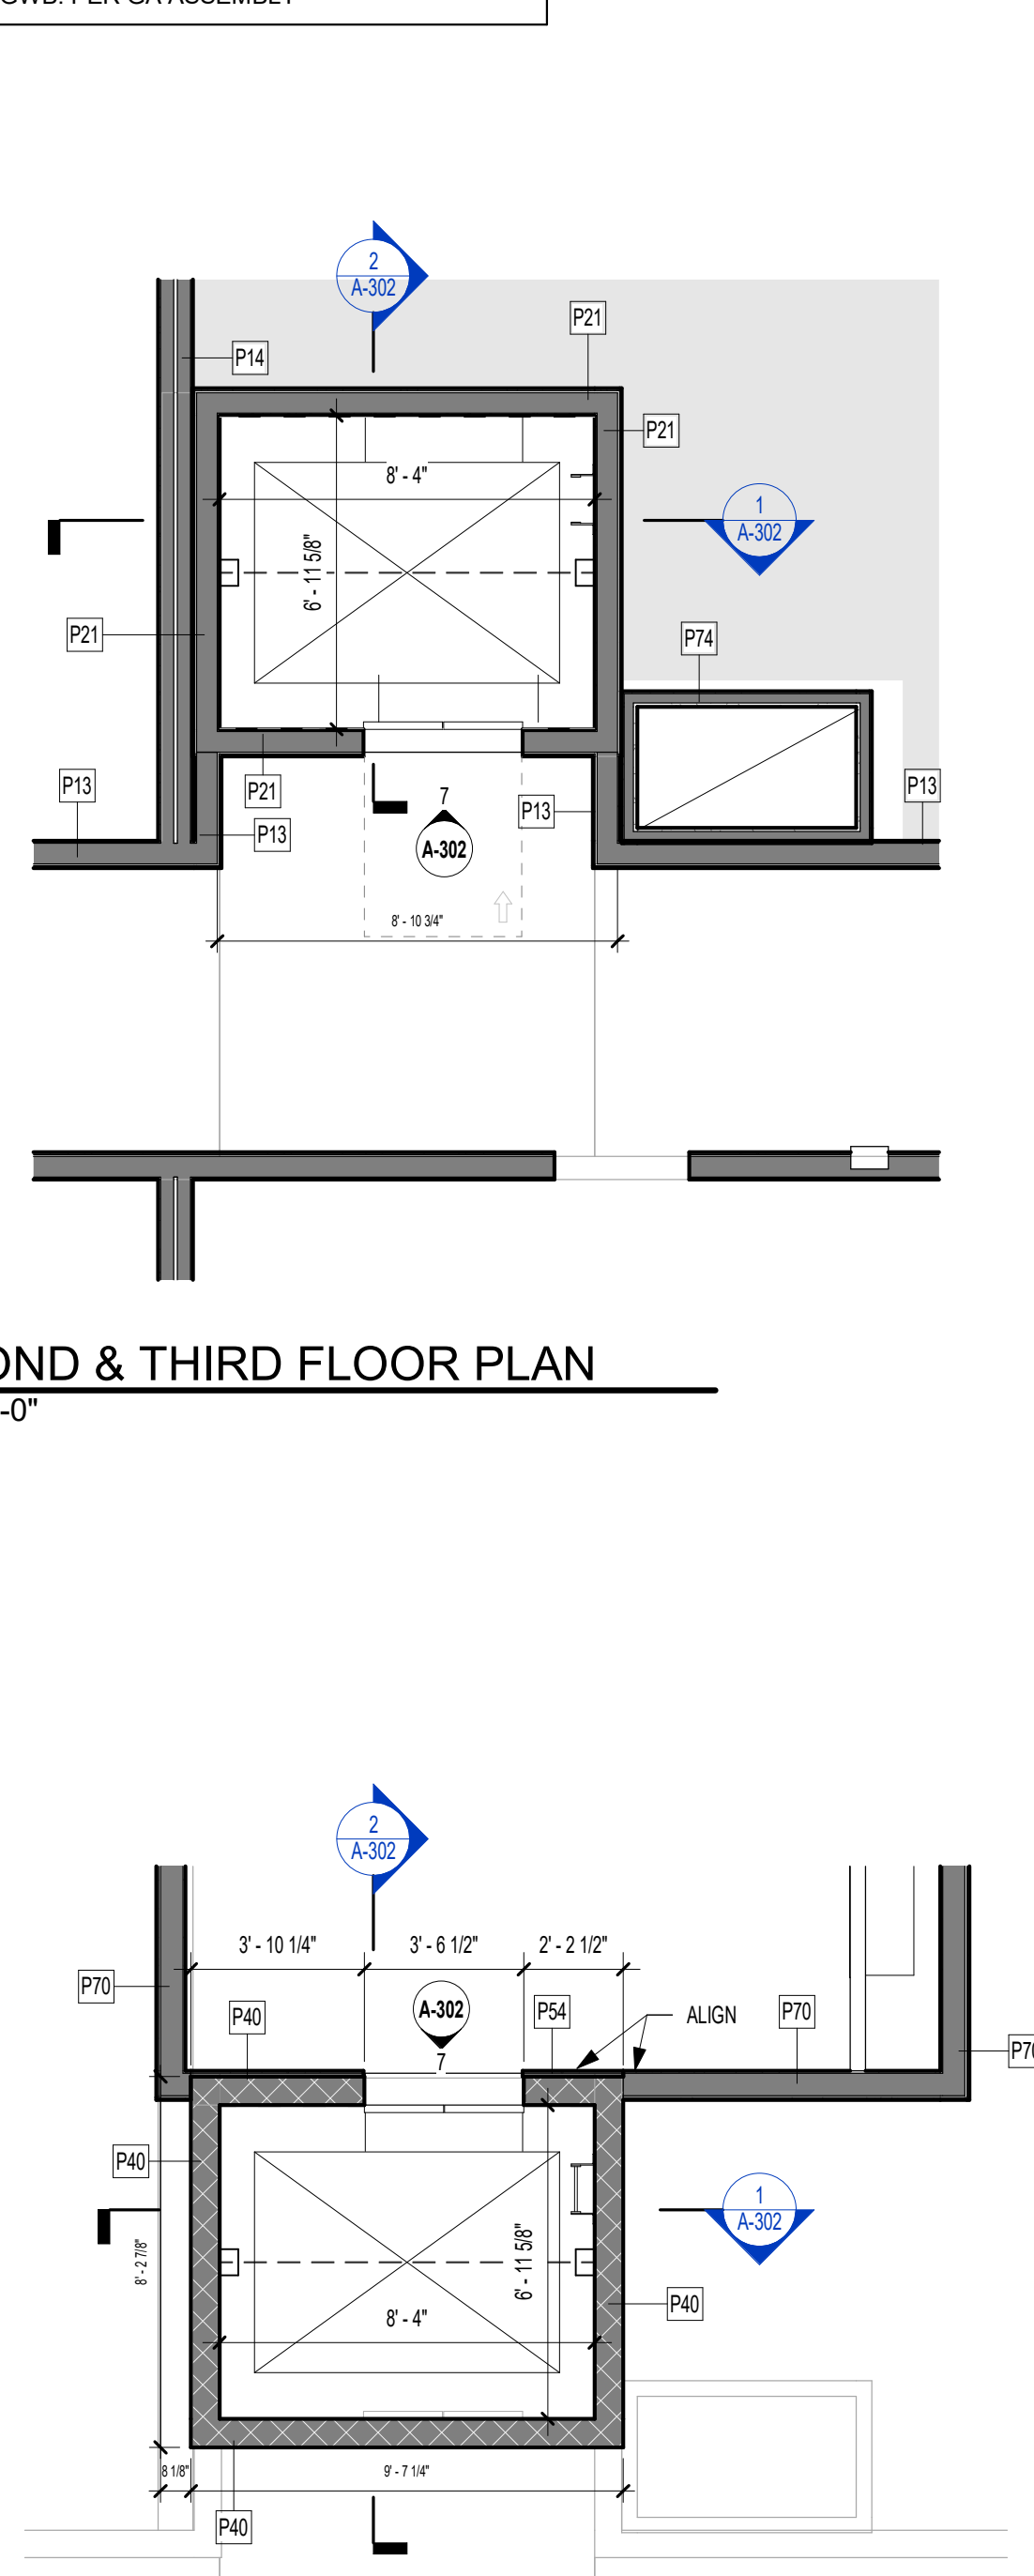 GWB. PER GA ASSEMBLY
2
A-302
P21
P14
P21
8' - 4"
1
A-302
6' - 11 5/8"
P21
P74
P13
P21
7
P13
P13
P13
A-302
8' - 10 3/4"
OND & THIRD FLOOR PLAN
-0"
2
A-302
3' - 10 1/4"
3' - 6 1/2"
2' - 2 1/2"
P70
A-302
P40
P54
ALIGN
P70
7
P70
P40
1
A-302
8' - 2 7/8"
6' - 11 5/8"
8' - 4"
P40
8 1/8"
9' - 7 1/4"
P40